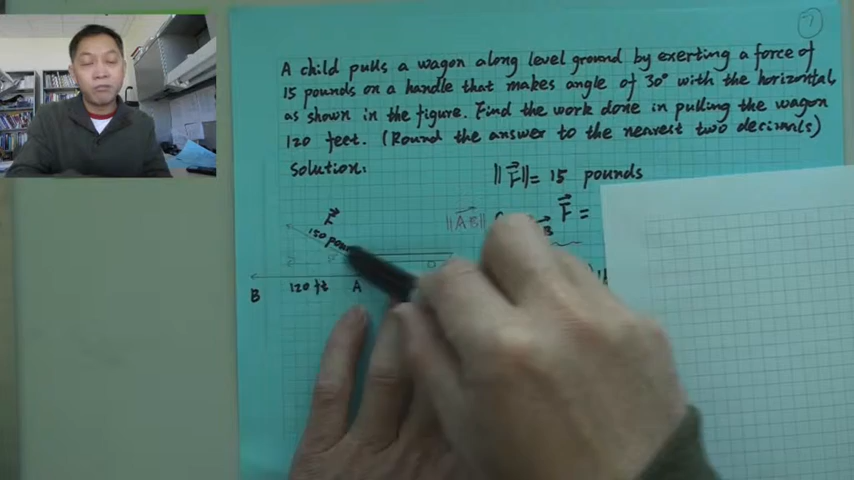 7
A child pulls a wagon along level ground by exerting a force of
15 pounds on a handle that makes angle of 30° with the horizontal,
as shown in the figure. Find the work done in pulling the wagon
120 feet. (Round the answer to the nearest two decimals)
Solution:
||F⃗|| = 15 pounds
F⃗
||AB⃗||
F⃗ =
B
B 120 ft A